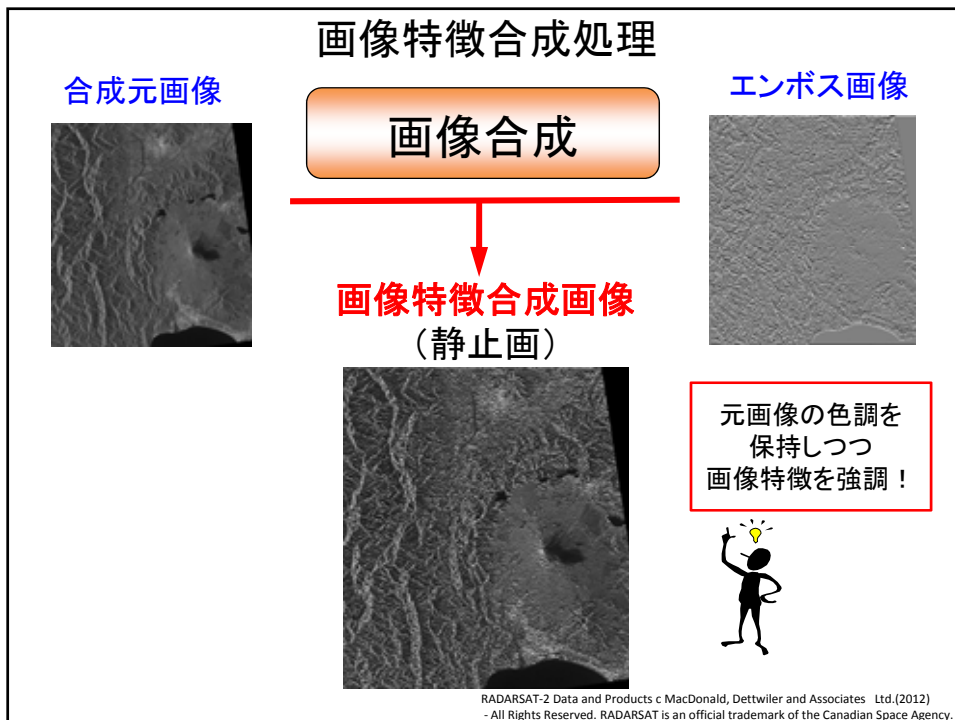 画像特徴合成処理
合成元画像
画像合成
エンボス画像
画像特徴合成画像
（静止画）
元画像の色調を
保持しつつ
画像特徴を強調！
RADARSAT-2 Data and Products c MacDonald, Dettwiler and Associates Ltd.(2012)
- All Rights Reserved. RADARSAT is an official trademark of the Canadian Space Agency.